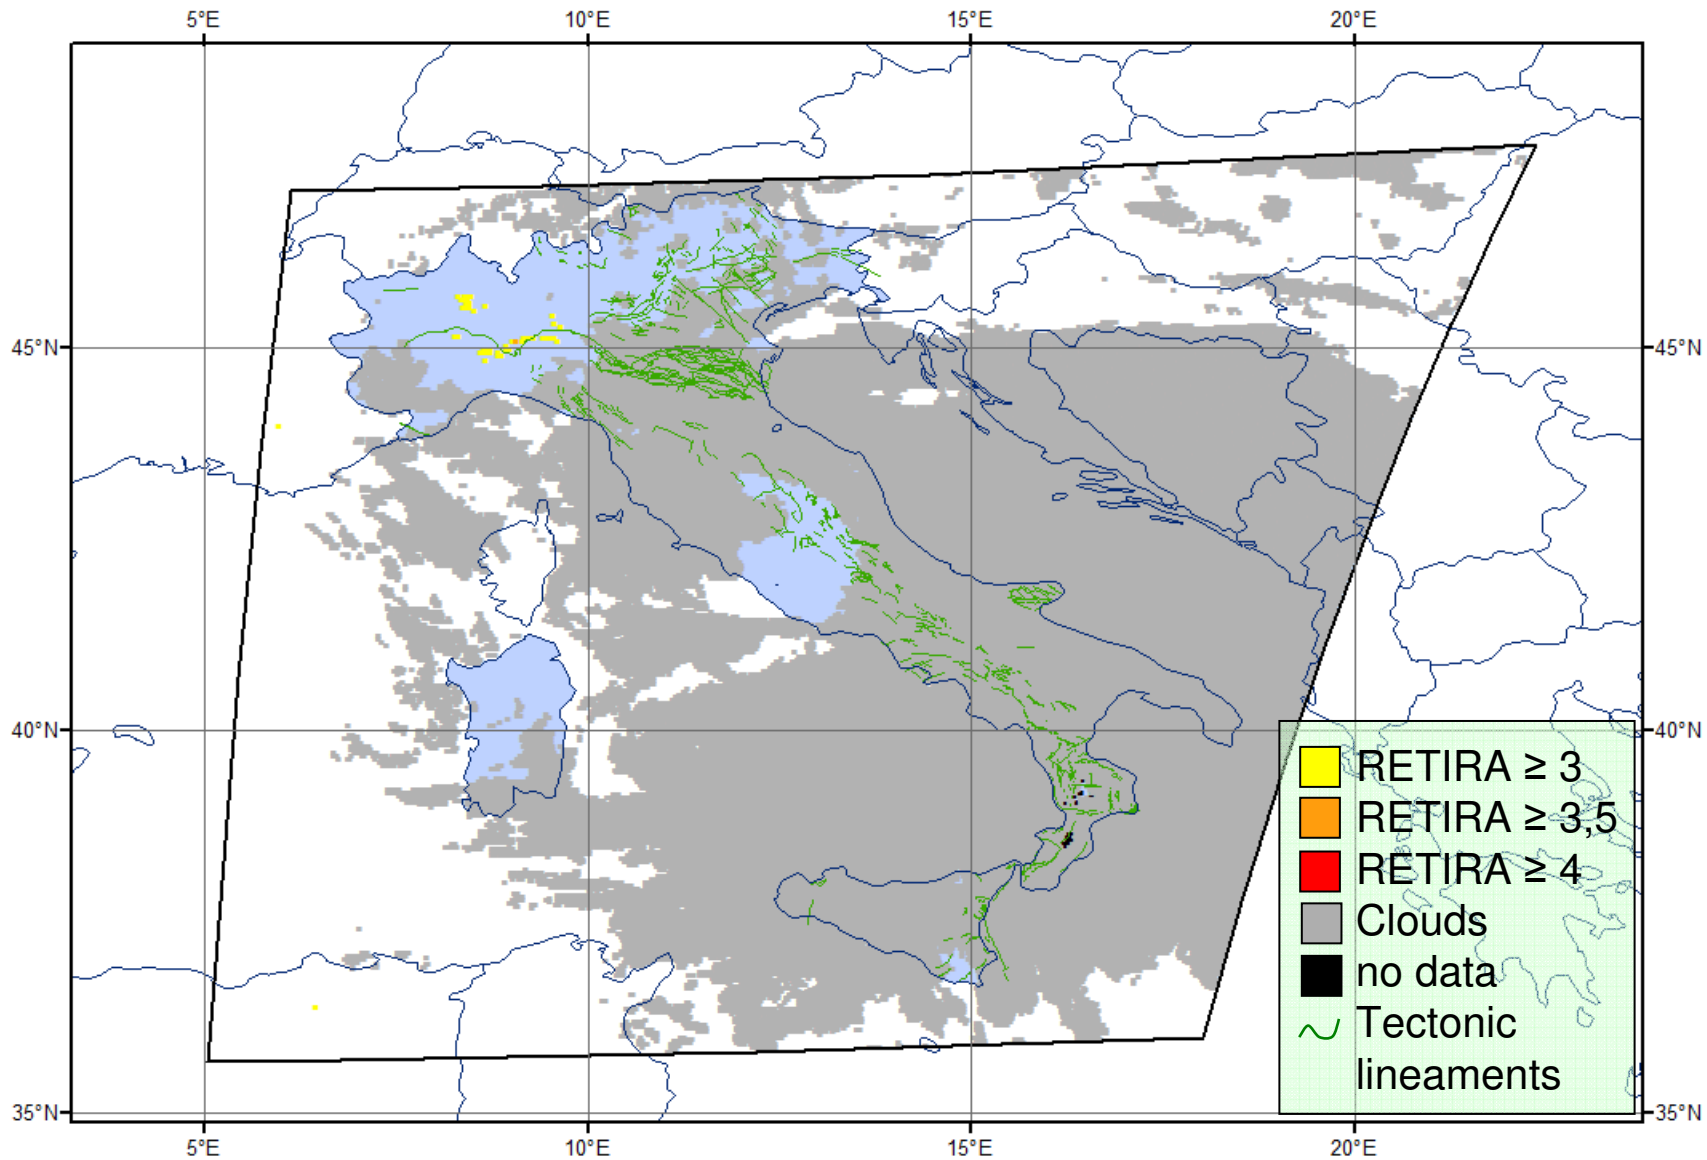 5°E 10°E 15°E 20°E
45°N 45°N
40°N 40°N
RETIRA ≥ 3
RETIRA ≥ 3,5
RETIRA ≥ 4
Clouds
no data
Tectonic
lineaments
35°N 35°N
5°E 10°E 15°E 20°E